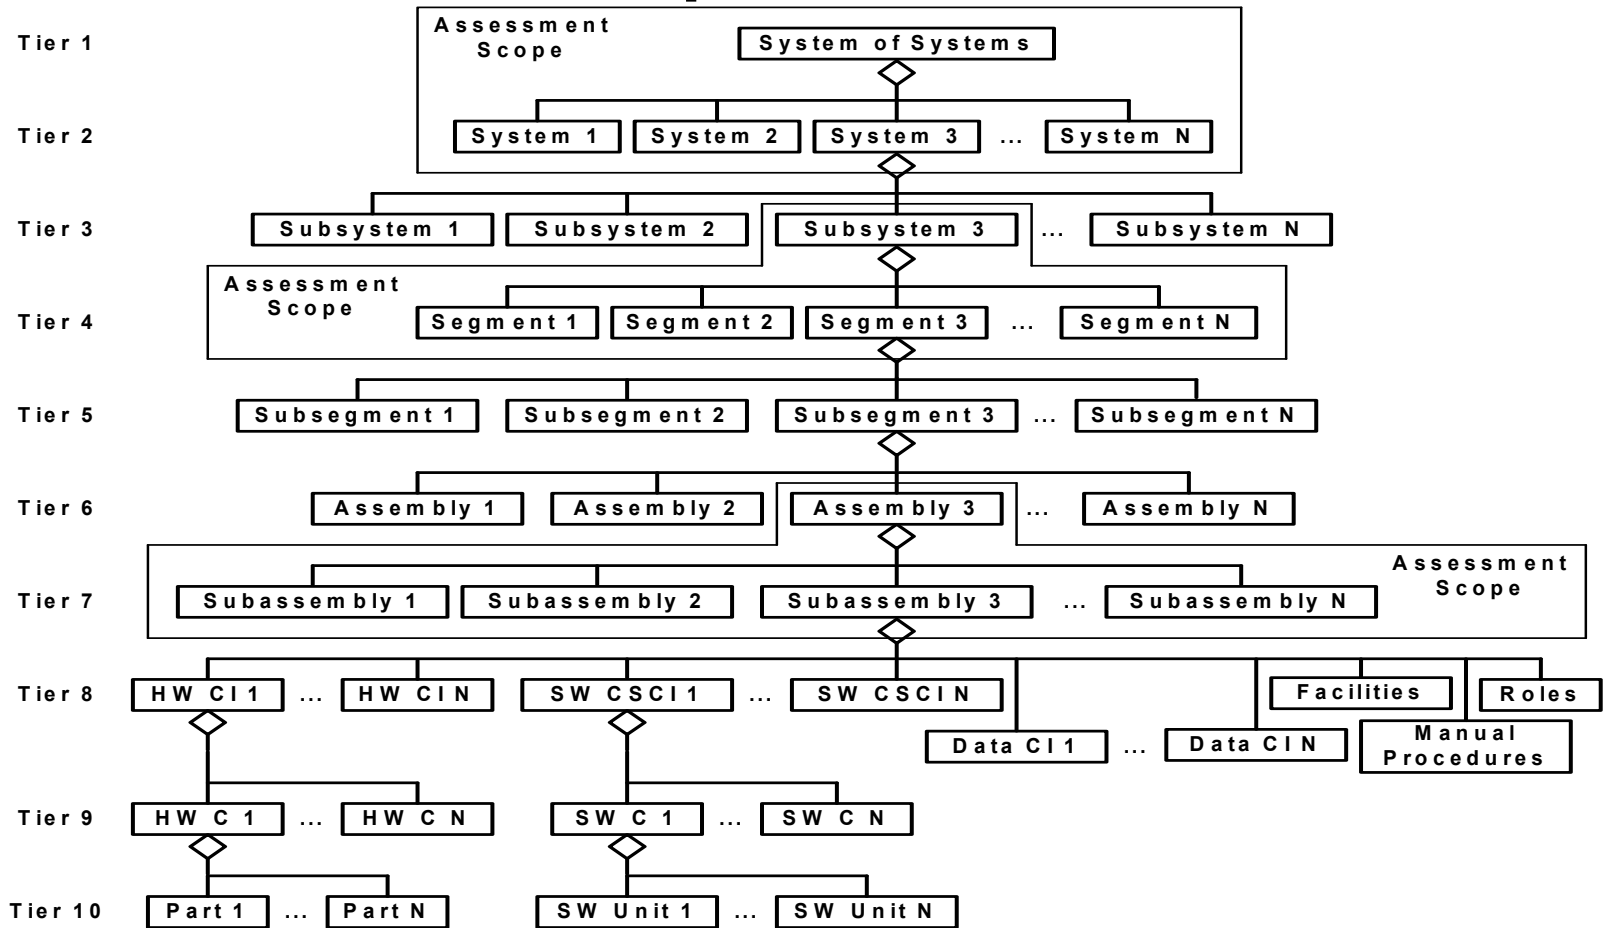 Assessment
Scope
Tier 1 System of Systems
Tier 2 System 1 System 2 System 3 ... System N
Tier 3 Subsystem 1 Subsystem 2 Subsystem 3 ... Subsystem N
Assessment
Scope
Tier 4 Segment 1 Segment 2 Segment 3 ... Segment N
Tier 5 Subsegment 1 Subsegment 2 Subsegment 3 ... Subsegment N
Tier 6 Assembly 1 Assembly 2 Assembly 3 ... Assembly N
Assessment
Scope
Tier 7 Subassembly 1 Subassembly 2 Subassembly 3 ... Subassembly N
Tier 8 HW CI 1 ... HW CI N SW CSCI 1 ... SW CSCI N Facilities Roles
Data CI 1 ... Data CI N Manual
Procedures
Tier 9 HW C 1 ... HW C N SW C 1 ... SW C N
Tier 10 Part 1 ... Part N SW Unit 1 ... SW Unit N